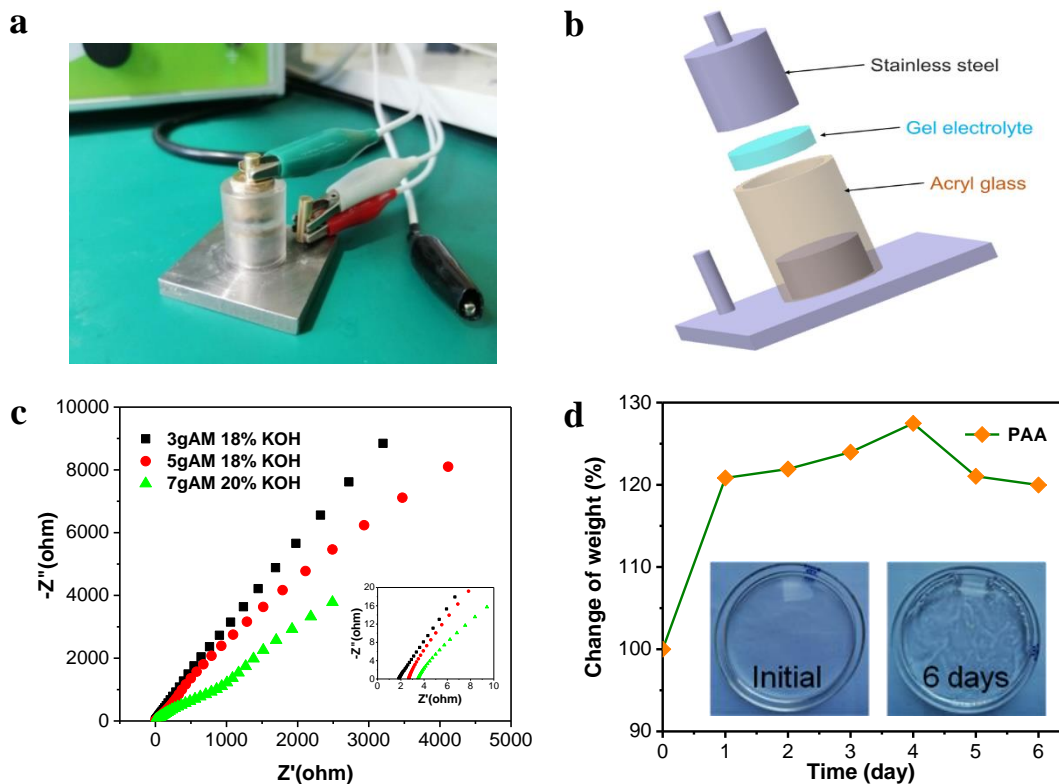 a
b
Stainless steel
Gel electrolyte
Acryl glass
c
10000
8000
6000
4000
2000
0
-Z"(ohm)
3gAM 18% KOH
5gAM 18% KOH
7gAM 20% KOH
20
16
12
8
4
0
-Z"(ohm)
0 2 4 6 8 10
Z'(ohm)
0 1000 2000 3000 4000 5000
Z'(ohm)
d
130
120
110
100
90
Change of weight (%)
PAA
Initial
6 days
0 1 2 3 4 5 6
Time (day)